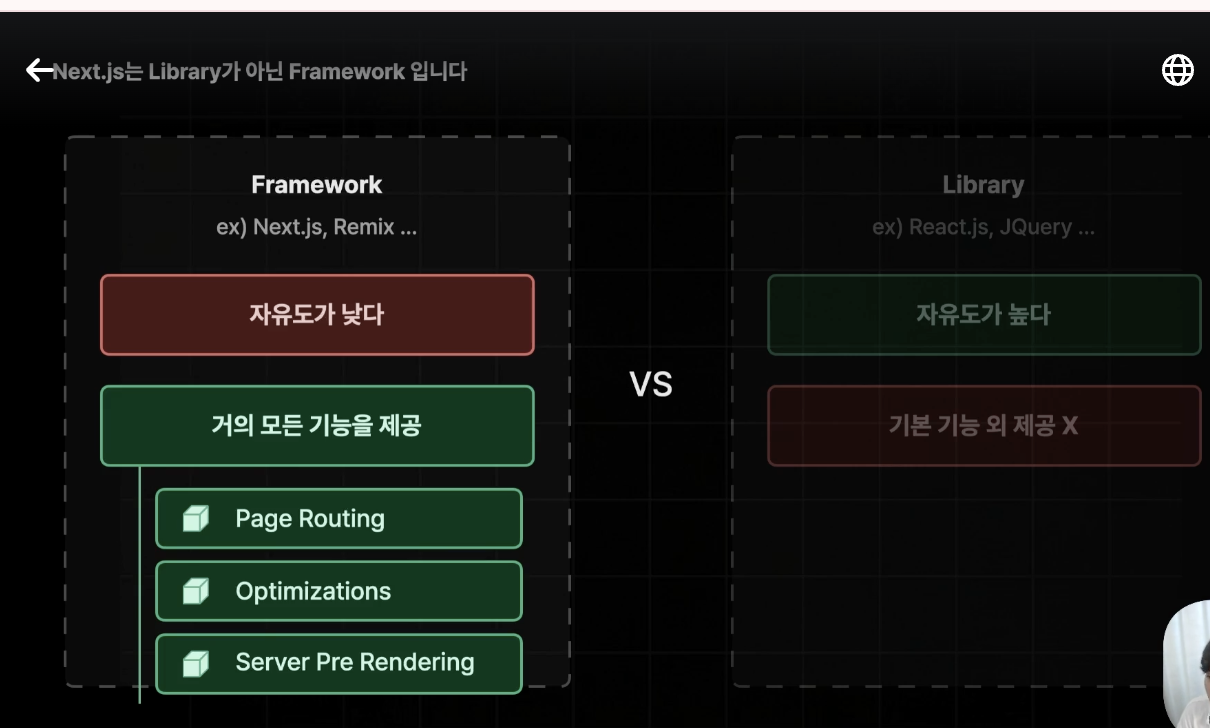 Next.js는 Library가 아닌 Framework 입니다
Framework
ex) Next.js, Remix ...
자유도가 낮다
거의 모든 기능을 제공
Page Routing
Optimizations
Server Pre Rendering
VS
Library
ex) React.js, JQuery ...
자유도가 높다
기본 기능 외 제공 X